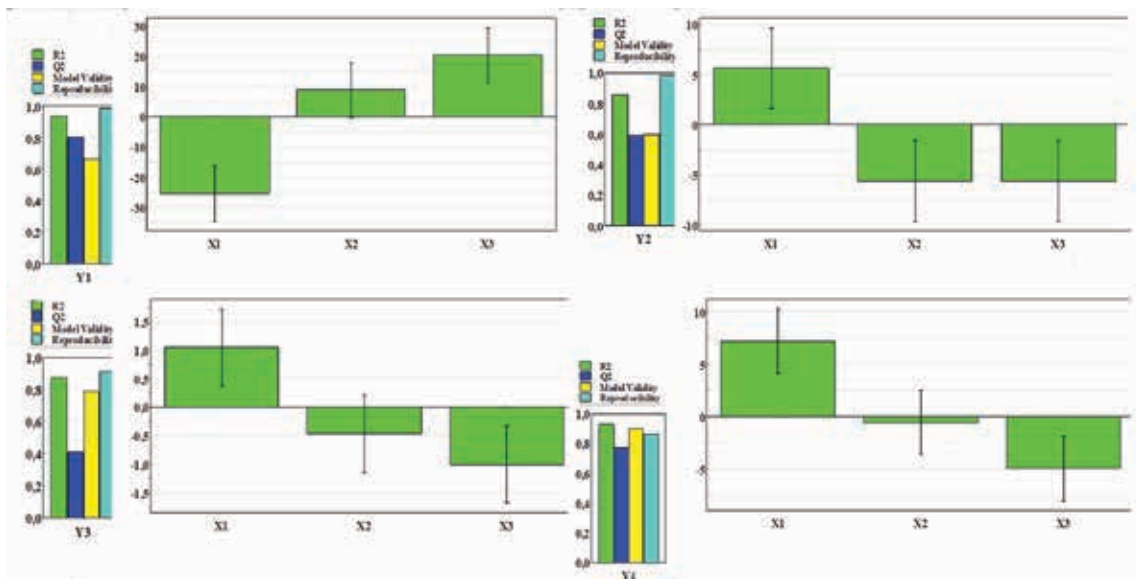 R2
Q2
Model Validity
Reproducibility
1,0
0,8
0,6
0,4
0,2
0,0
Y1
30
20
10
0
-10
-20
-30
X1 X2 X3
R2
Q2
Model Validity
Reproducibility
1,0
0,8
0,6
0,4
0,2
0,0
Y2
10
5
0
-5
-10
X1 X2 X3
R2
Q2
Model Validity
Reproducibili
1,0
0,8
0,6
0,4
0,2
0,0
Y3
1,5
1,0
0,5
0,0
-0,5
-1,0
-1,5
X1 X2 X3
R2
Q2
Model Validity
Reproducibility
1,0
0,8
0,6
0,4
0,2
0,0
Y4
10
5
0
-5
X1 X2 X3